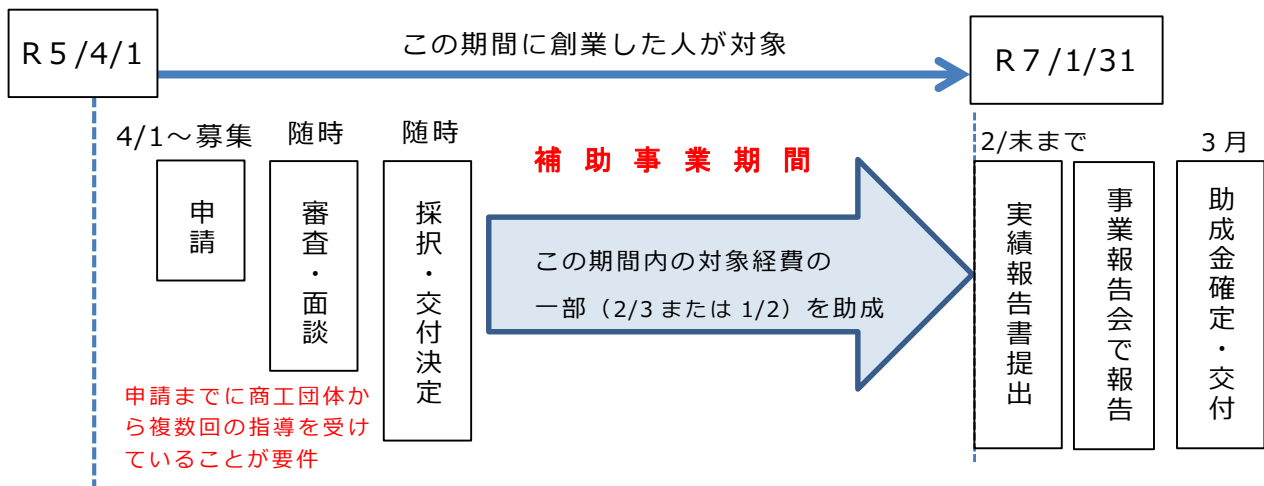 R5/4/1
この期間に創業した人が対象
R7/1/31
4/1～募集
随時
随時
補助事業期間
2/末まで
3月
申請
審査・面談
採択・交付決定
この期間内の対象経費の
一部（2/3または1/2）を助成
実績報告書提出
事業報告会で報告
助成金確定・交付
申請までに商工団体か
ら複数回の指導を受け
ていることが要件